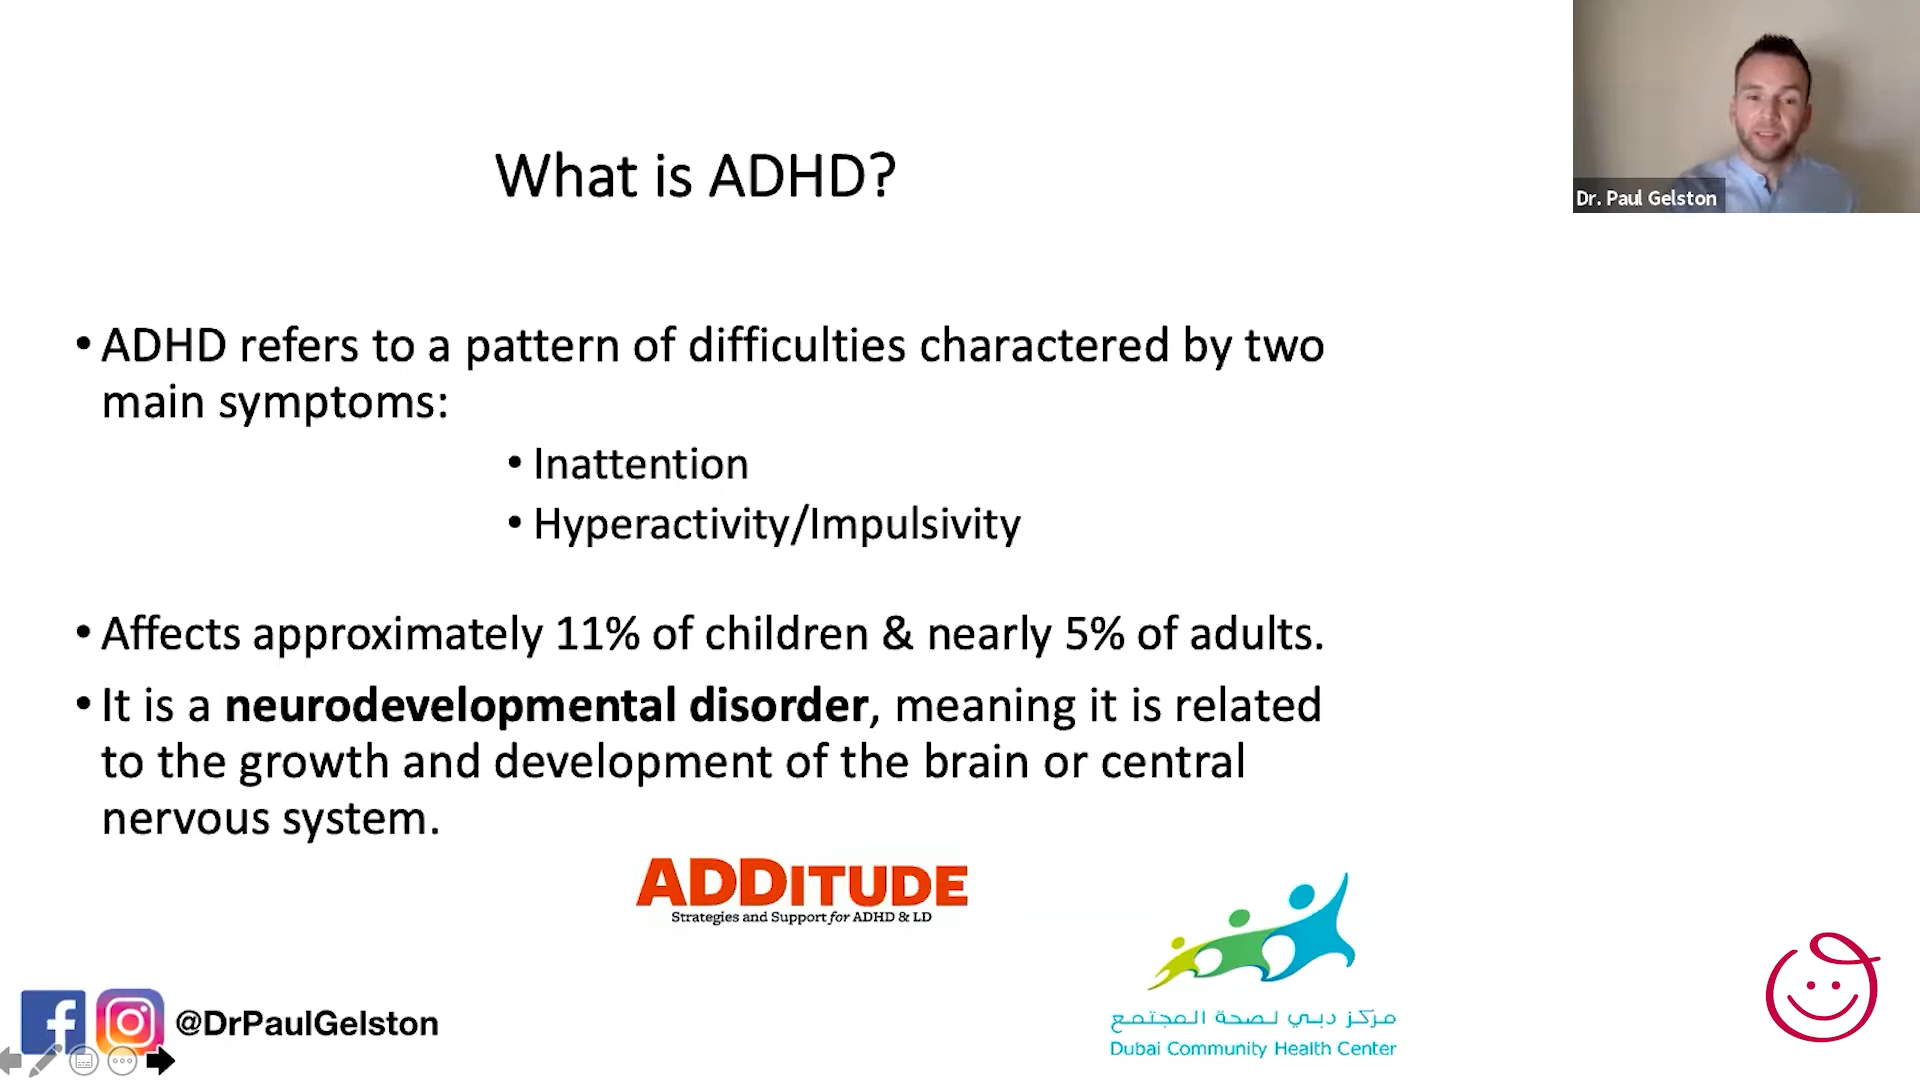 What is ADHD?
Dr. Paul Gelston
• ADHD refers to a pattern of difficulties charactered by two
main symptoms:
• Inattention
• Hyperactivity/Impulsivity
• Affects approximately 11% of children & nearly 5% of adults.
• It is a neurodevelopmental disorder, meaning it is related
to the growth and development of the brain or central
nervous system.
ADDITUDE
Strategies and Support for ADHD & LD
@DrPaulGelston
مركز دبي لصحة المجتمع
Dubai Community Health Center